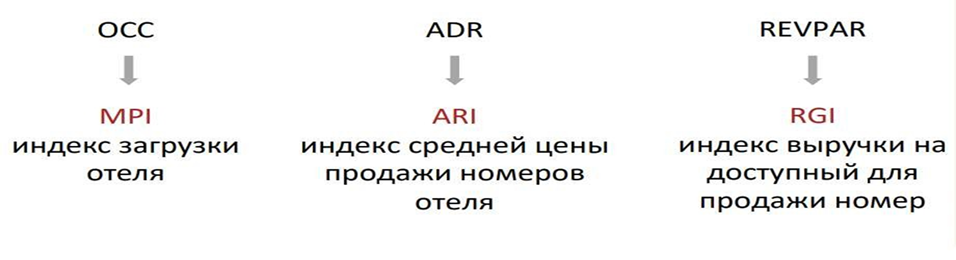 OCC
MPI
индекс загрузки
отеля
ADR
ARI
индекс средней цены
продажи номеров
отеля
REVPAR
RGI
индекс выручки на
доступный для
продажи номер